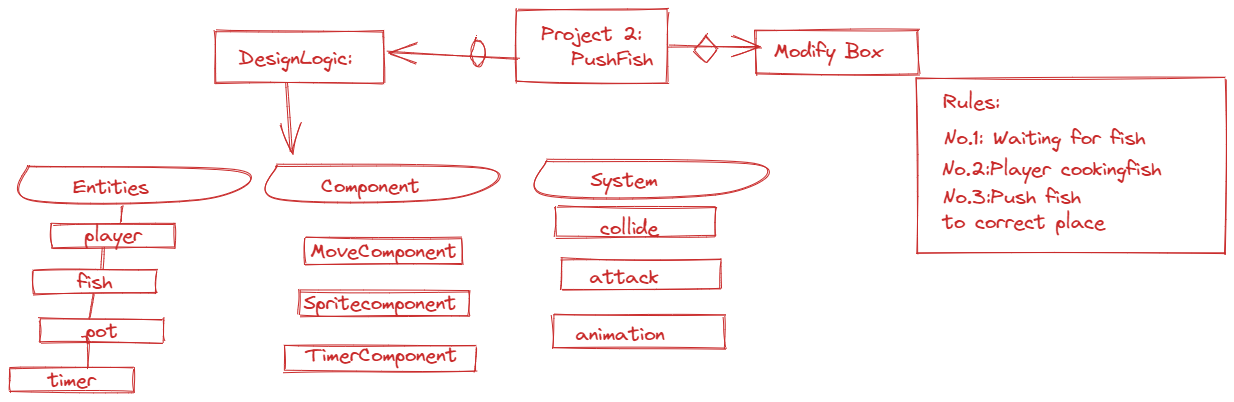 Project 2:
PushFish
DesignLogic:
Modify Box
Rules:
No.1: Waiting for fish
No.2:Player cookingfish
No.3:Push fish
to correct place
Entities
player
fish
pot
timer
Component
MoveComponent
Spritecomponent
TimerComponent
System
collide
attack
animation